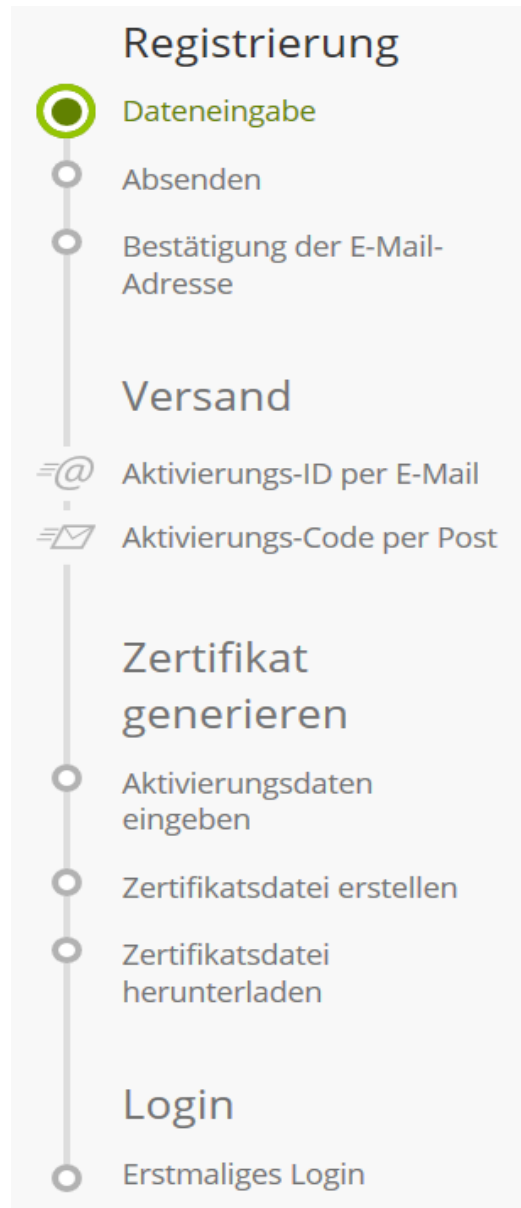 Registrierung
Dateneingabe
Absenden
Bestätigung der E-Mail-
Adresse
Versand
Aktivierungs-ID per E-Mail
Aktivierungs-Code per Post
Zertifikat
generieren
Aktivierungsdaten
eingeben
Zertifikatsdatei erstellen
Zertifikatsdatei
herunterladen
Login
Erstmaliges Login